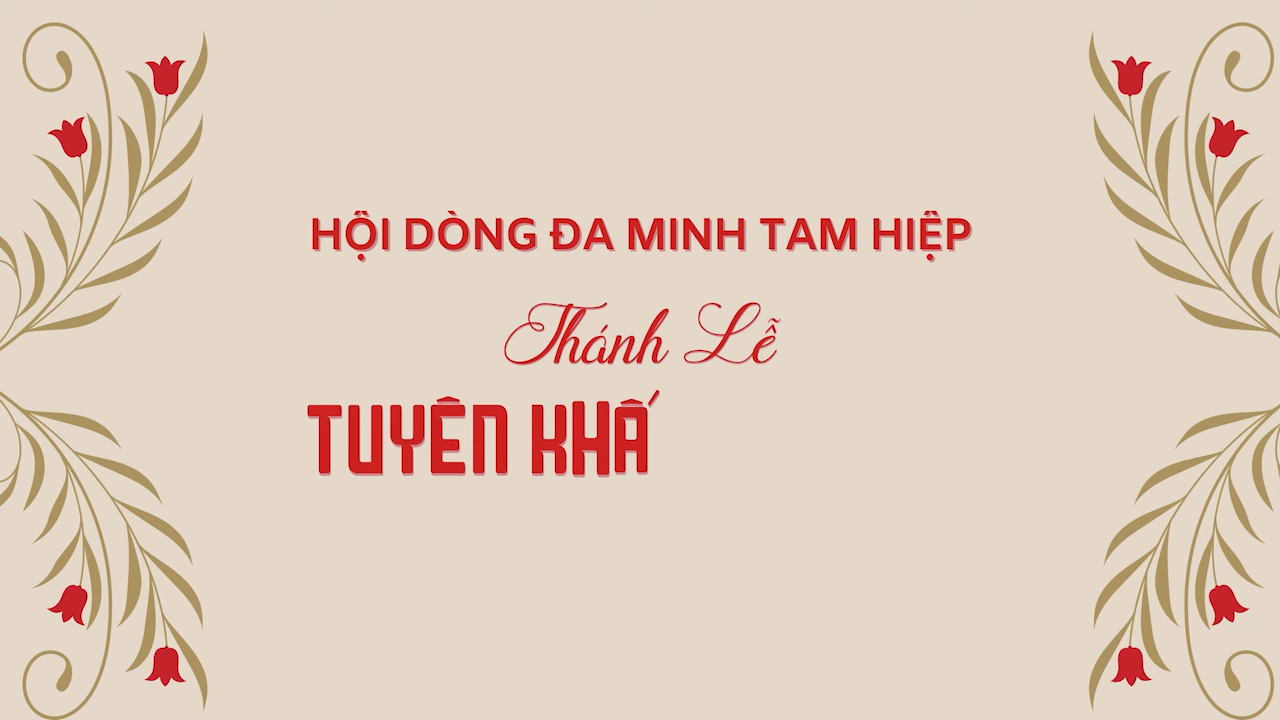 HỘI DÒNG ĐA MINH TAM HIỆP
Thánh Lễ
TUYÊN KHẤ